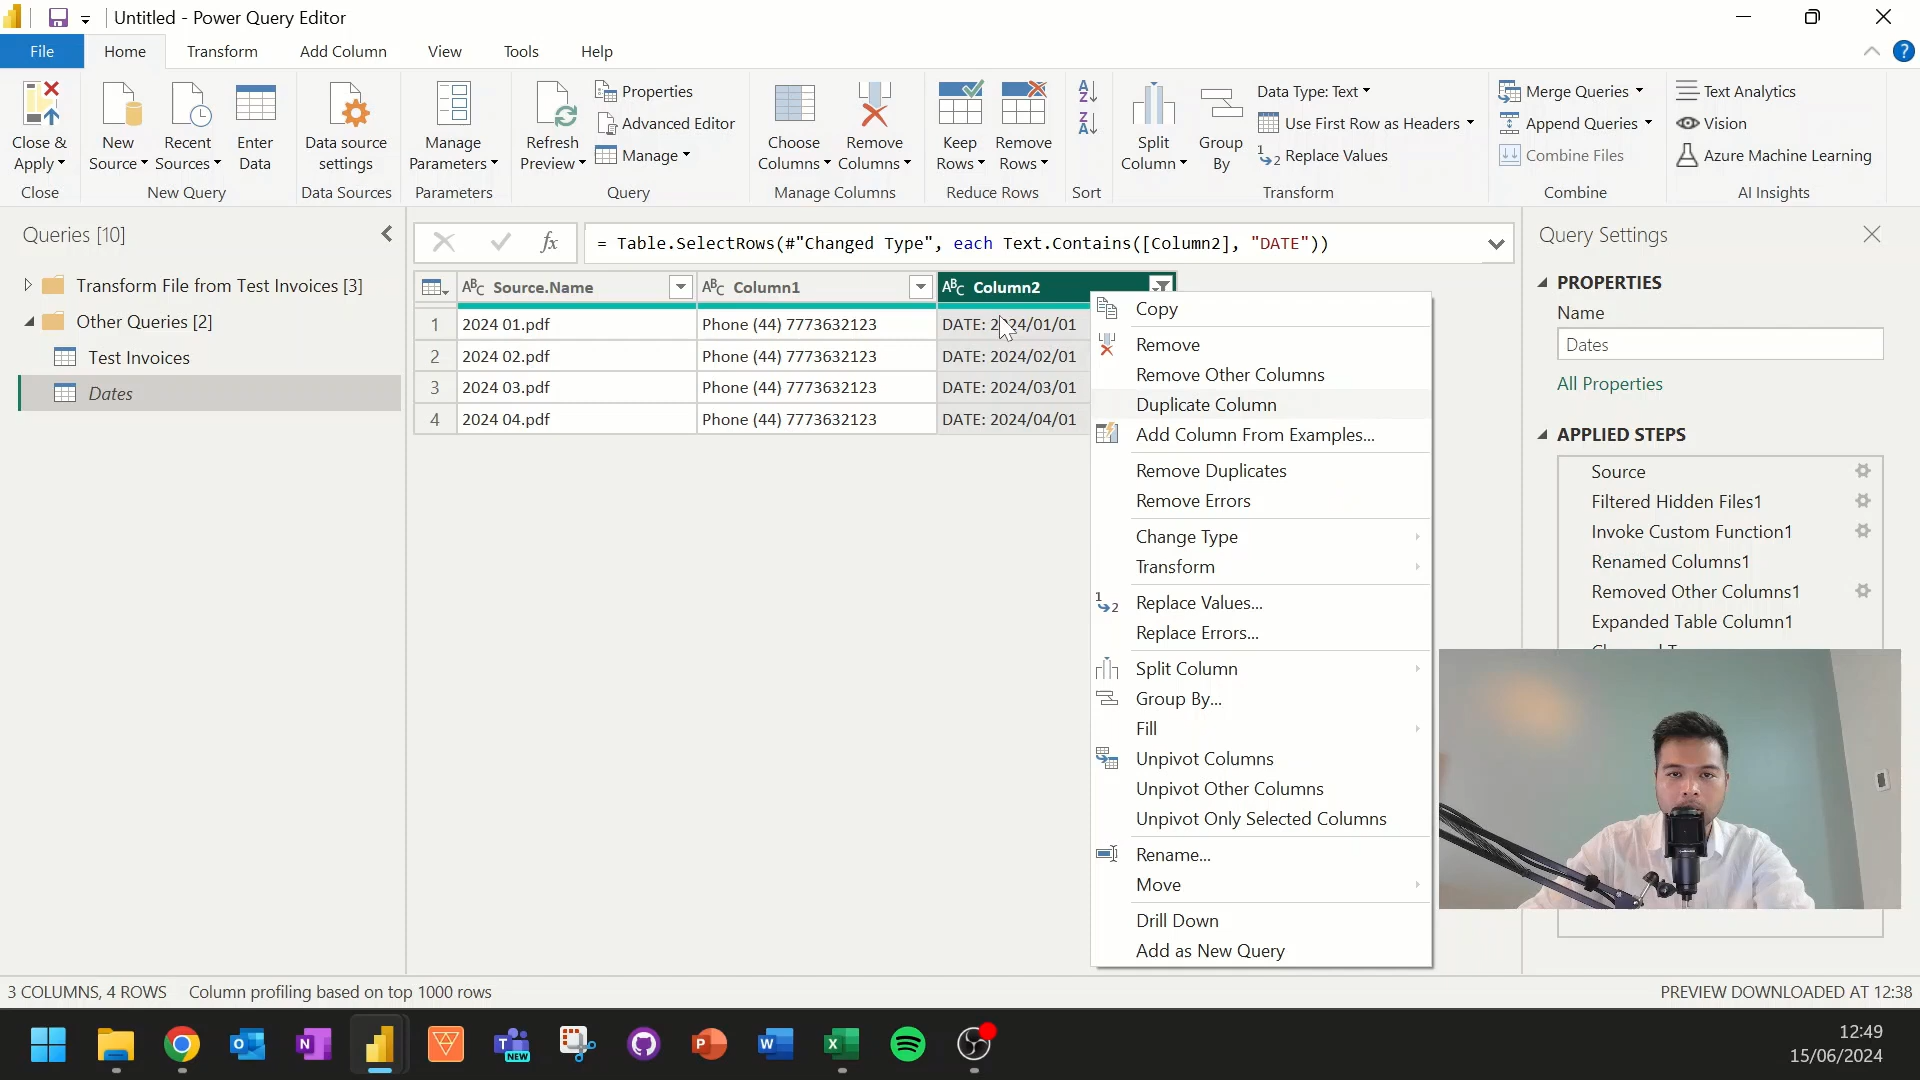 Untitled - Power Query Editor
File Home Transform Add Column View Tools Help
Close & Apply
New Source
Recent Sources
Enter Data
Data source settings
Manage Parameters
Refresh Preview
Properties
Advanced Editor
Manage
Choose Columns
Remove Columns
Keep Rows
Remove Rows
A Z
Z A
Split Column
Group By
Data Type: Text
Use First Row as Headers
1 2 Replace Values
Merge Queries
Append Queries
Combine Files
Text Analytics
Vision
Azure Machine Learning
Close New Query Data Sources Parameters Query Manage Columns Reduce Rows Sort Transform Combine AI Insights
Queries [10]
Transform File from Test Invoices [3]
Other Queries [2]
Test Invoices
Dates
fx = Table.SelectRows(#"Changed Type", each Text.Contains([Column2], "DATE"))
ABC Source.Name ABC Column1 ABC Column2
1 2024 01.pdf Phone (44) 7773632123 DATE: 2024/01/01
2 2024 02.pdf Phone (44) 7773632123 DATE: 2024/02/01
3 2024 03.pdf Phone (44) 7773632123 DATE: 2024/03/01
4 2024 04.pdf Phone (44) 7773632123 DATE: 2024/04/01
Copy
Remove
Remove Other Columns
Duplicate Column
Add Column From Examples...
Remove Duplicates
Remove Errors
Change Type
Transform
1 2 Replace Values...
Replace Errors...
Split Column
Group By...
Fill
Unpivot Columns
Unpivot Other Columns
Unpivot Only Selected Columns
Rename...
Move
Drill Down
Add as New Query
Query Settings
PROPERTIES
Name
Dates
All Properties
APPLIED STEPS
Source
Filtered Hidden Files1
Invoke Custom Function1
Renamed Columns1
Removed Other Columns1
Expanded Table Column1
3 COLUMNS, 4 ROWS Column profiling based on top 1000 rows
PREVIEW DOWNLOADED AT 12:38
NEW
12:49
15/06/2024